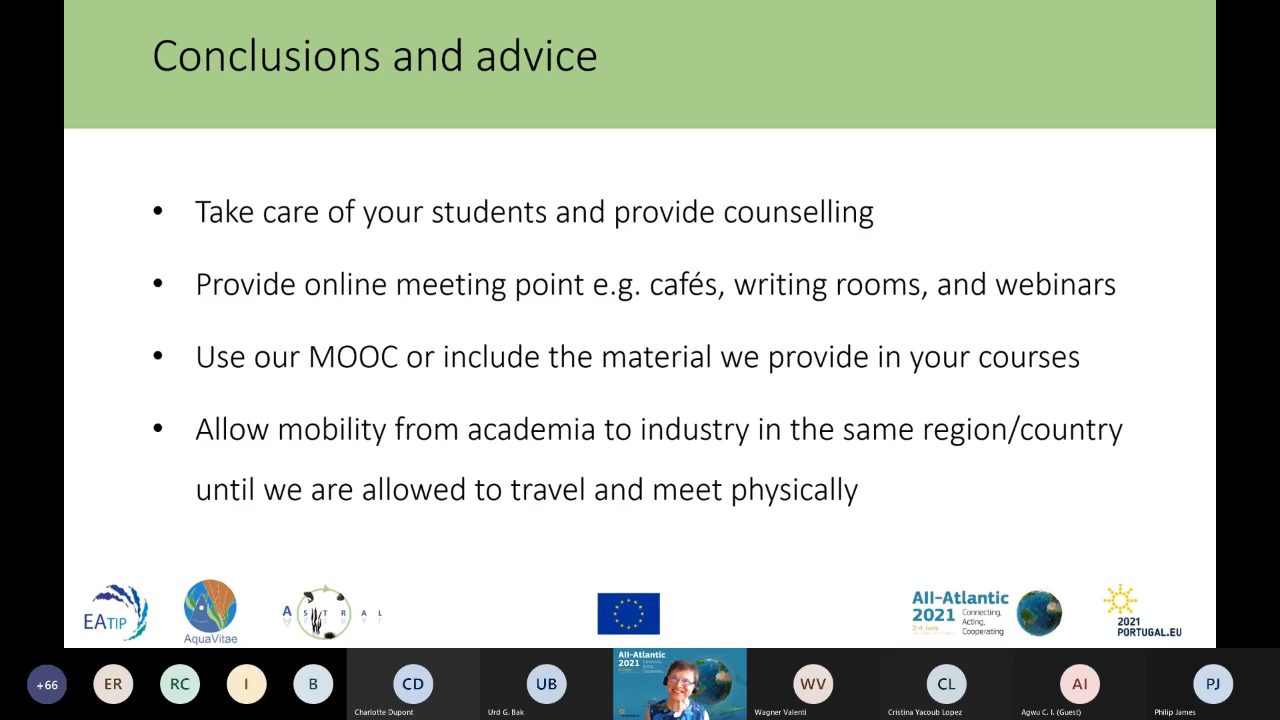 Conclusions and advice
• Take care of your students and provide counselling
• Provide online meeting point e.g. cafés, writing rooms, and webinars
• Use our MOOC or include the material we provide in your courses
• Allow mobility from academia to industry in the same region/country
until we are allowed to travel and meet physically
EATIP
AquaVitae
ASTRAL
All-Atlantic
2021
2-4 June
Connecting,
Acting,
Cooperating
2021
PORTUGAL.EU
+66
ER
RC
I
B
CD
Charlotte Dupont
UB
Urd G. Bak
All-Atlantic
2021
WV
Wagner Valenti
CL
Cristina Yacoub Lopez
AI
Agwu C. I. (Guest)
PJ
Philip James